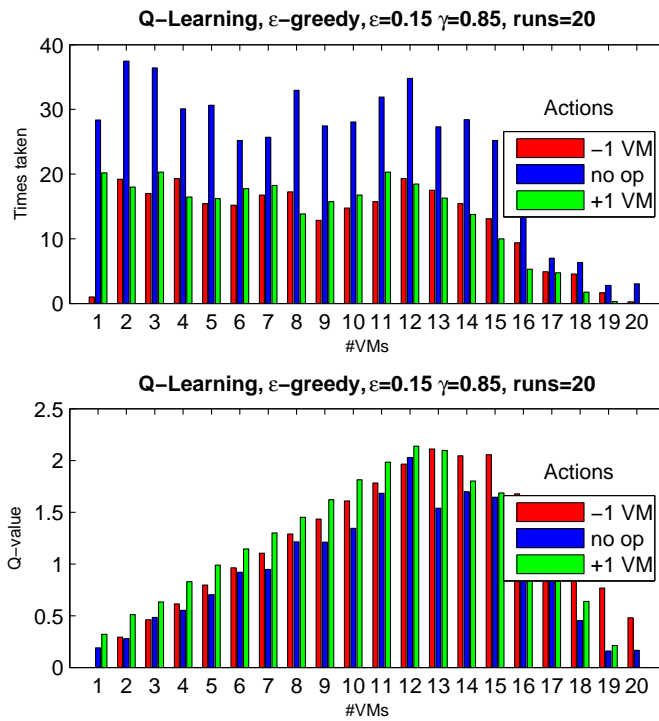 Q-Learning, ε-greedy, ε=0.15 γ=0.85, runs=20
40
30
20
10
0
Times taken
Actions
−1 VM
no op
+1 VM
1 2 3 4 5 6 7 8 9 10 11 12 13 14 15 16 17 18 19 20
#VMs
Q-Learning, ε-greedy, ε=0.15 γ=0.85, runs=20
2.5
2
1.5
1
0.5
0
Q-value
Actions
−1 VM
no op
+1 VM
1 2 3 4 5 6 7 8 9 10 11 12 13 14 15 16 17 18 19 20
#VMs